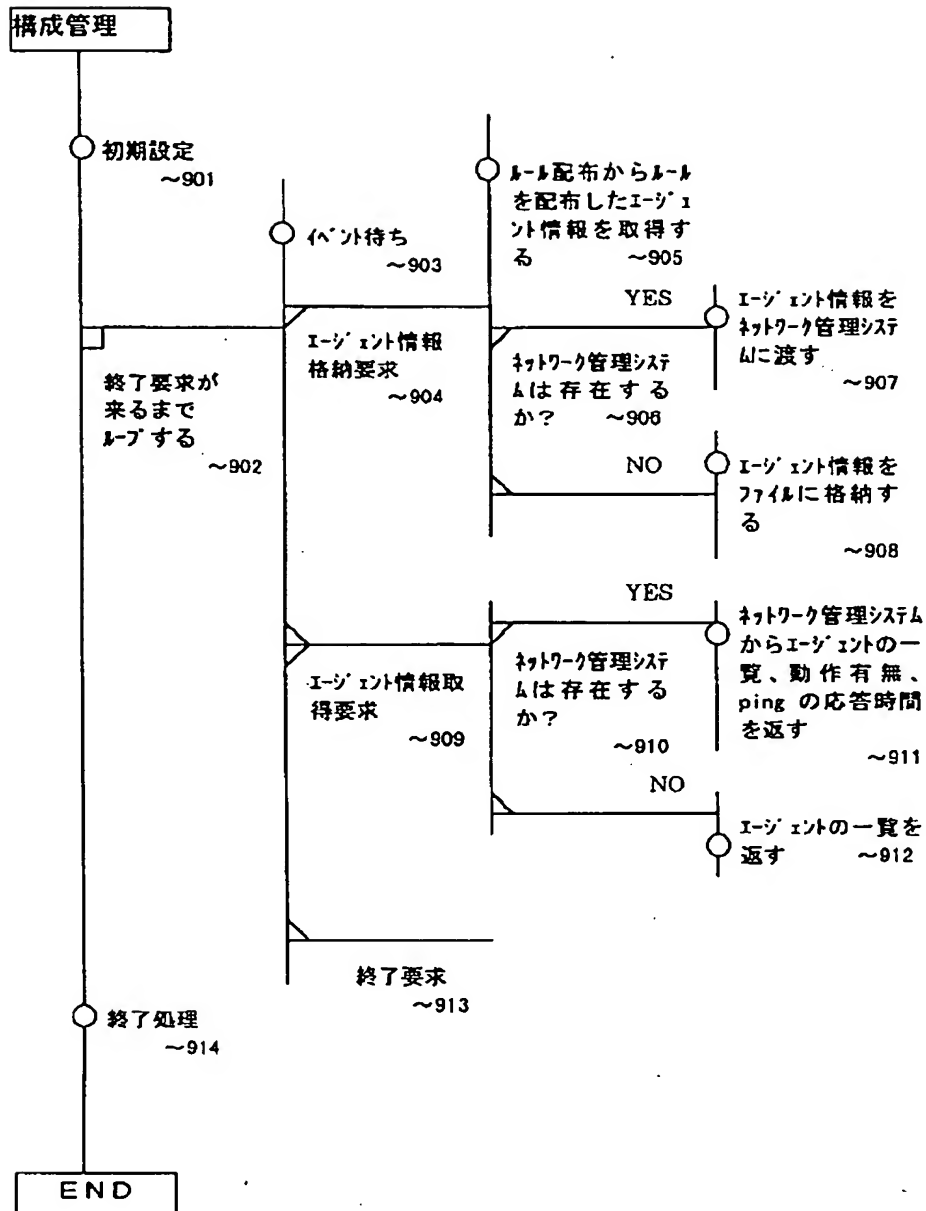 構成管理
初期設定
～901
イベント待ち
～903
ルール配布からルール
を配布したエージェ
ント情報を取得す
る ～905
終了要求が
来るまで
ループする
～902
エージェント情報
格納要求
～904
YES
ネットワーク管理システ
ムは存在する
か? ～906
エージェント情報を
ネットワーク管理システ
ムに渡す
～907
NO
エージェント情報を
ファイルに格納す
る
～908
エージェント情報取
得要求
～909
YES
ネットワーク管理システ
ムは存在する
か?
～910
ネットワーク管理システム
からエージェントの一
覧、動作有無、
ping の応答時間
を返す
～911
NO
エージェントの一覧を
返す ～912
終了要求
～913
終了処理
～914
END